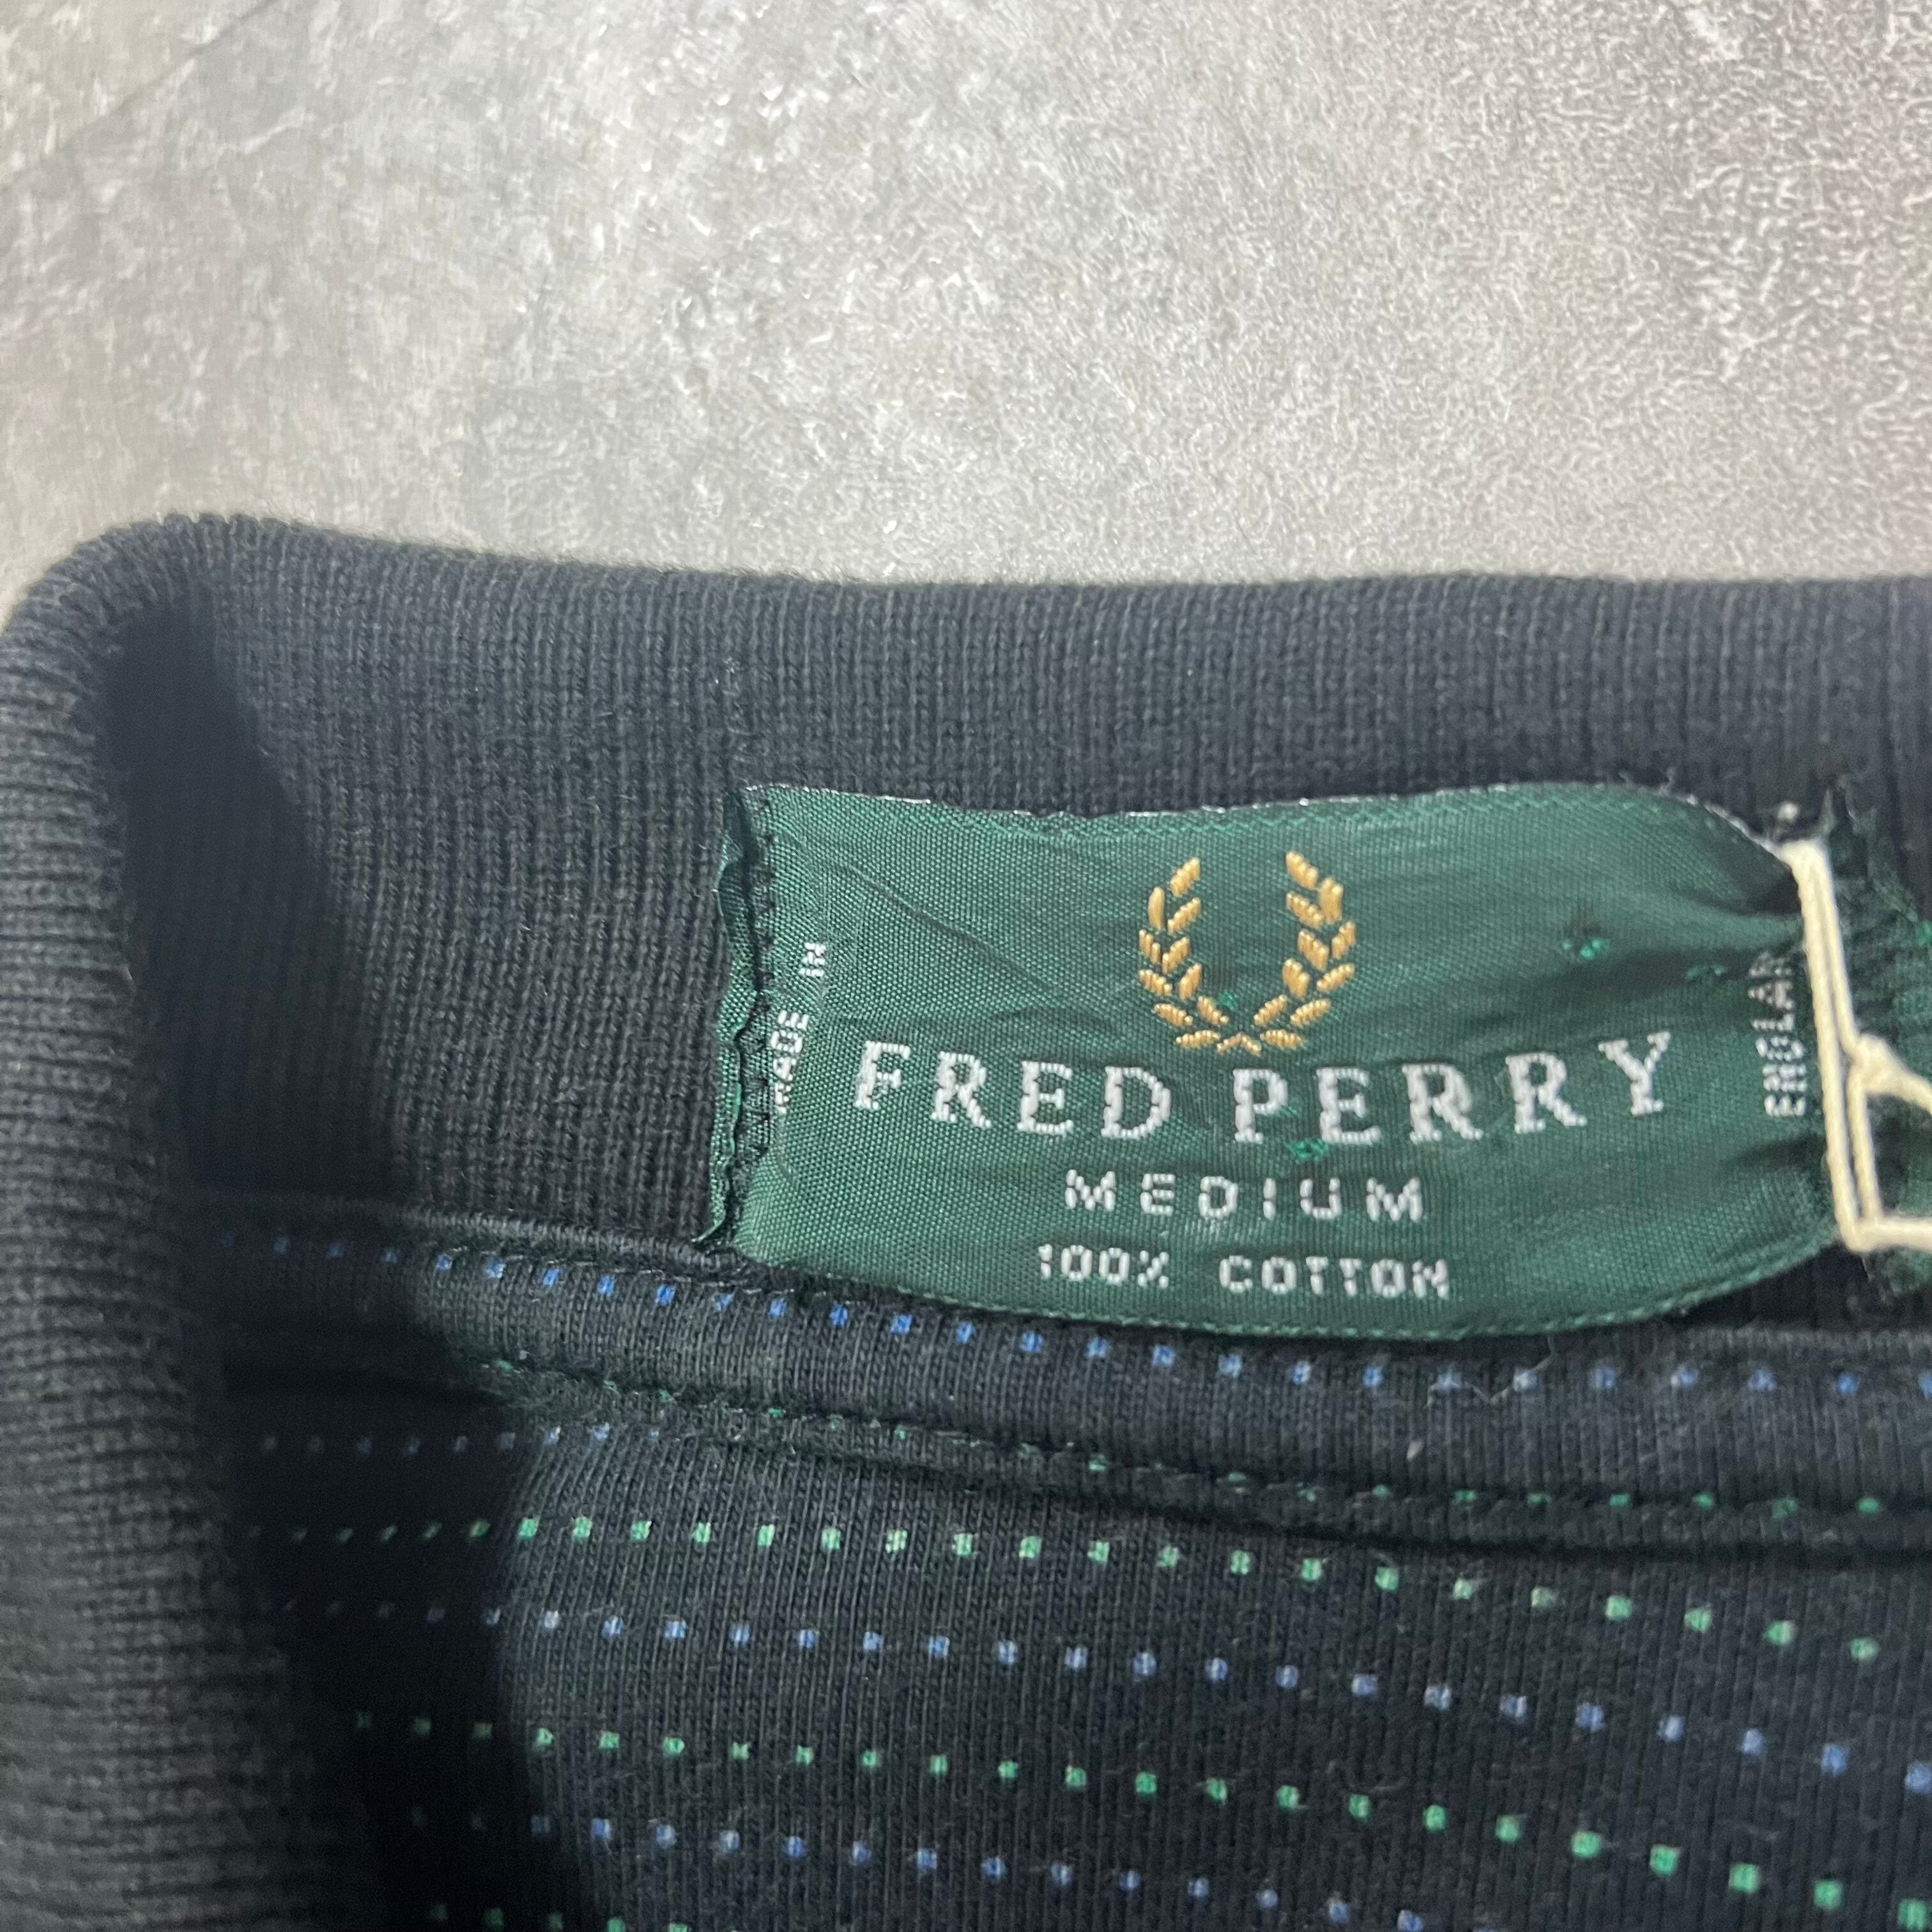 MADE IN
FRED PERRY
ENGLAN
MEDIUM
100% COTTON